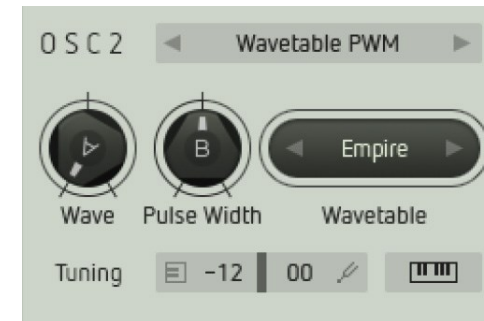 OSC2 Wavetable PWM
A B Empire
Wave Pulse Width Wavetable
Tuning -12 00